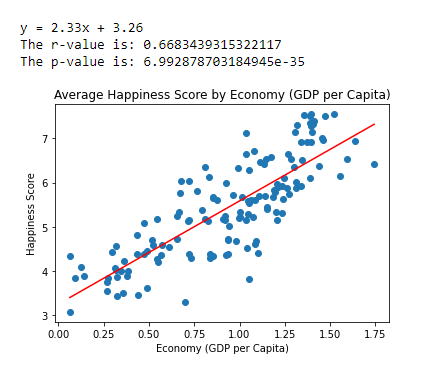 y = 2.33x + 3.26
The r-value is: 0.6683439315322117
The p-value is: 6.992878703184945e-35
Average Happiness Score by Economy (GDP per Capita)
Happiness Score
7
6
5
4
3
0.00 0.25 0.50 0.75 1.00 1.25 1.50 1.75
Economy (GDP per Capita)